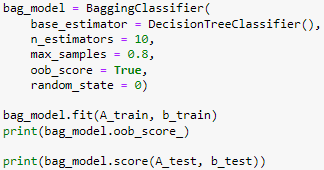 bag_model = BaggingClassifier(
    base_estimator = DecisionTreeClassifier(),
    n_estimators = 10,
    max_samples = 0.8,
    oob_score = True,
    random_state = 0)
bag_model.fit(A_train, b_train)
print(bag_model.oob_score_)
print(bag_model.score(A_test, b_test))